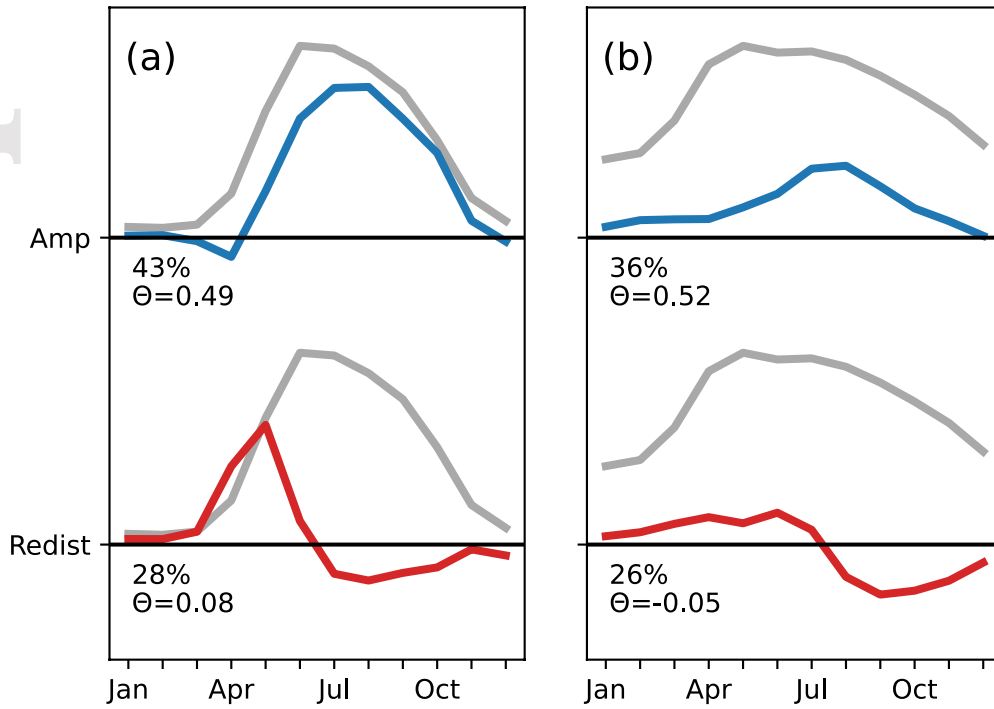 (a)
(b)
Amp
43%
Θ=0.49
36%
Θ=0.52
Redist
28%
Θ=0.08
26%
Θ=-0.05
Jan Apr Jul Oct
Jan Apr Jul Oct